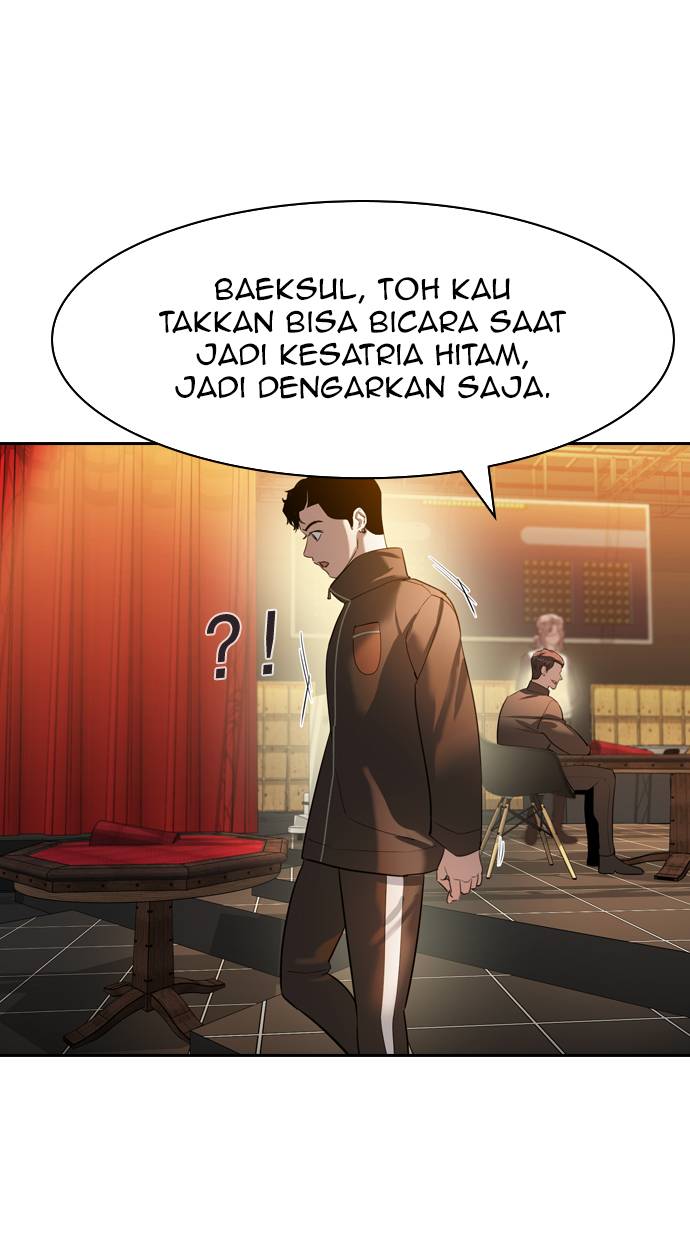 BAEKSUL, TOH KAU
TAKKAN BISA BICARA SAAT
JADI KESATRIA HITAM,
JADI DENGARKAN SAJA.
?!